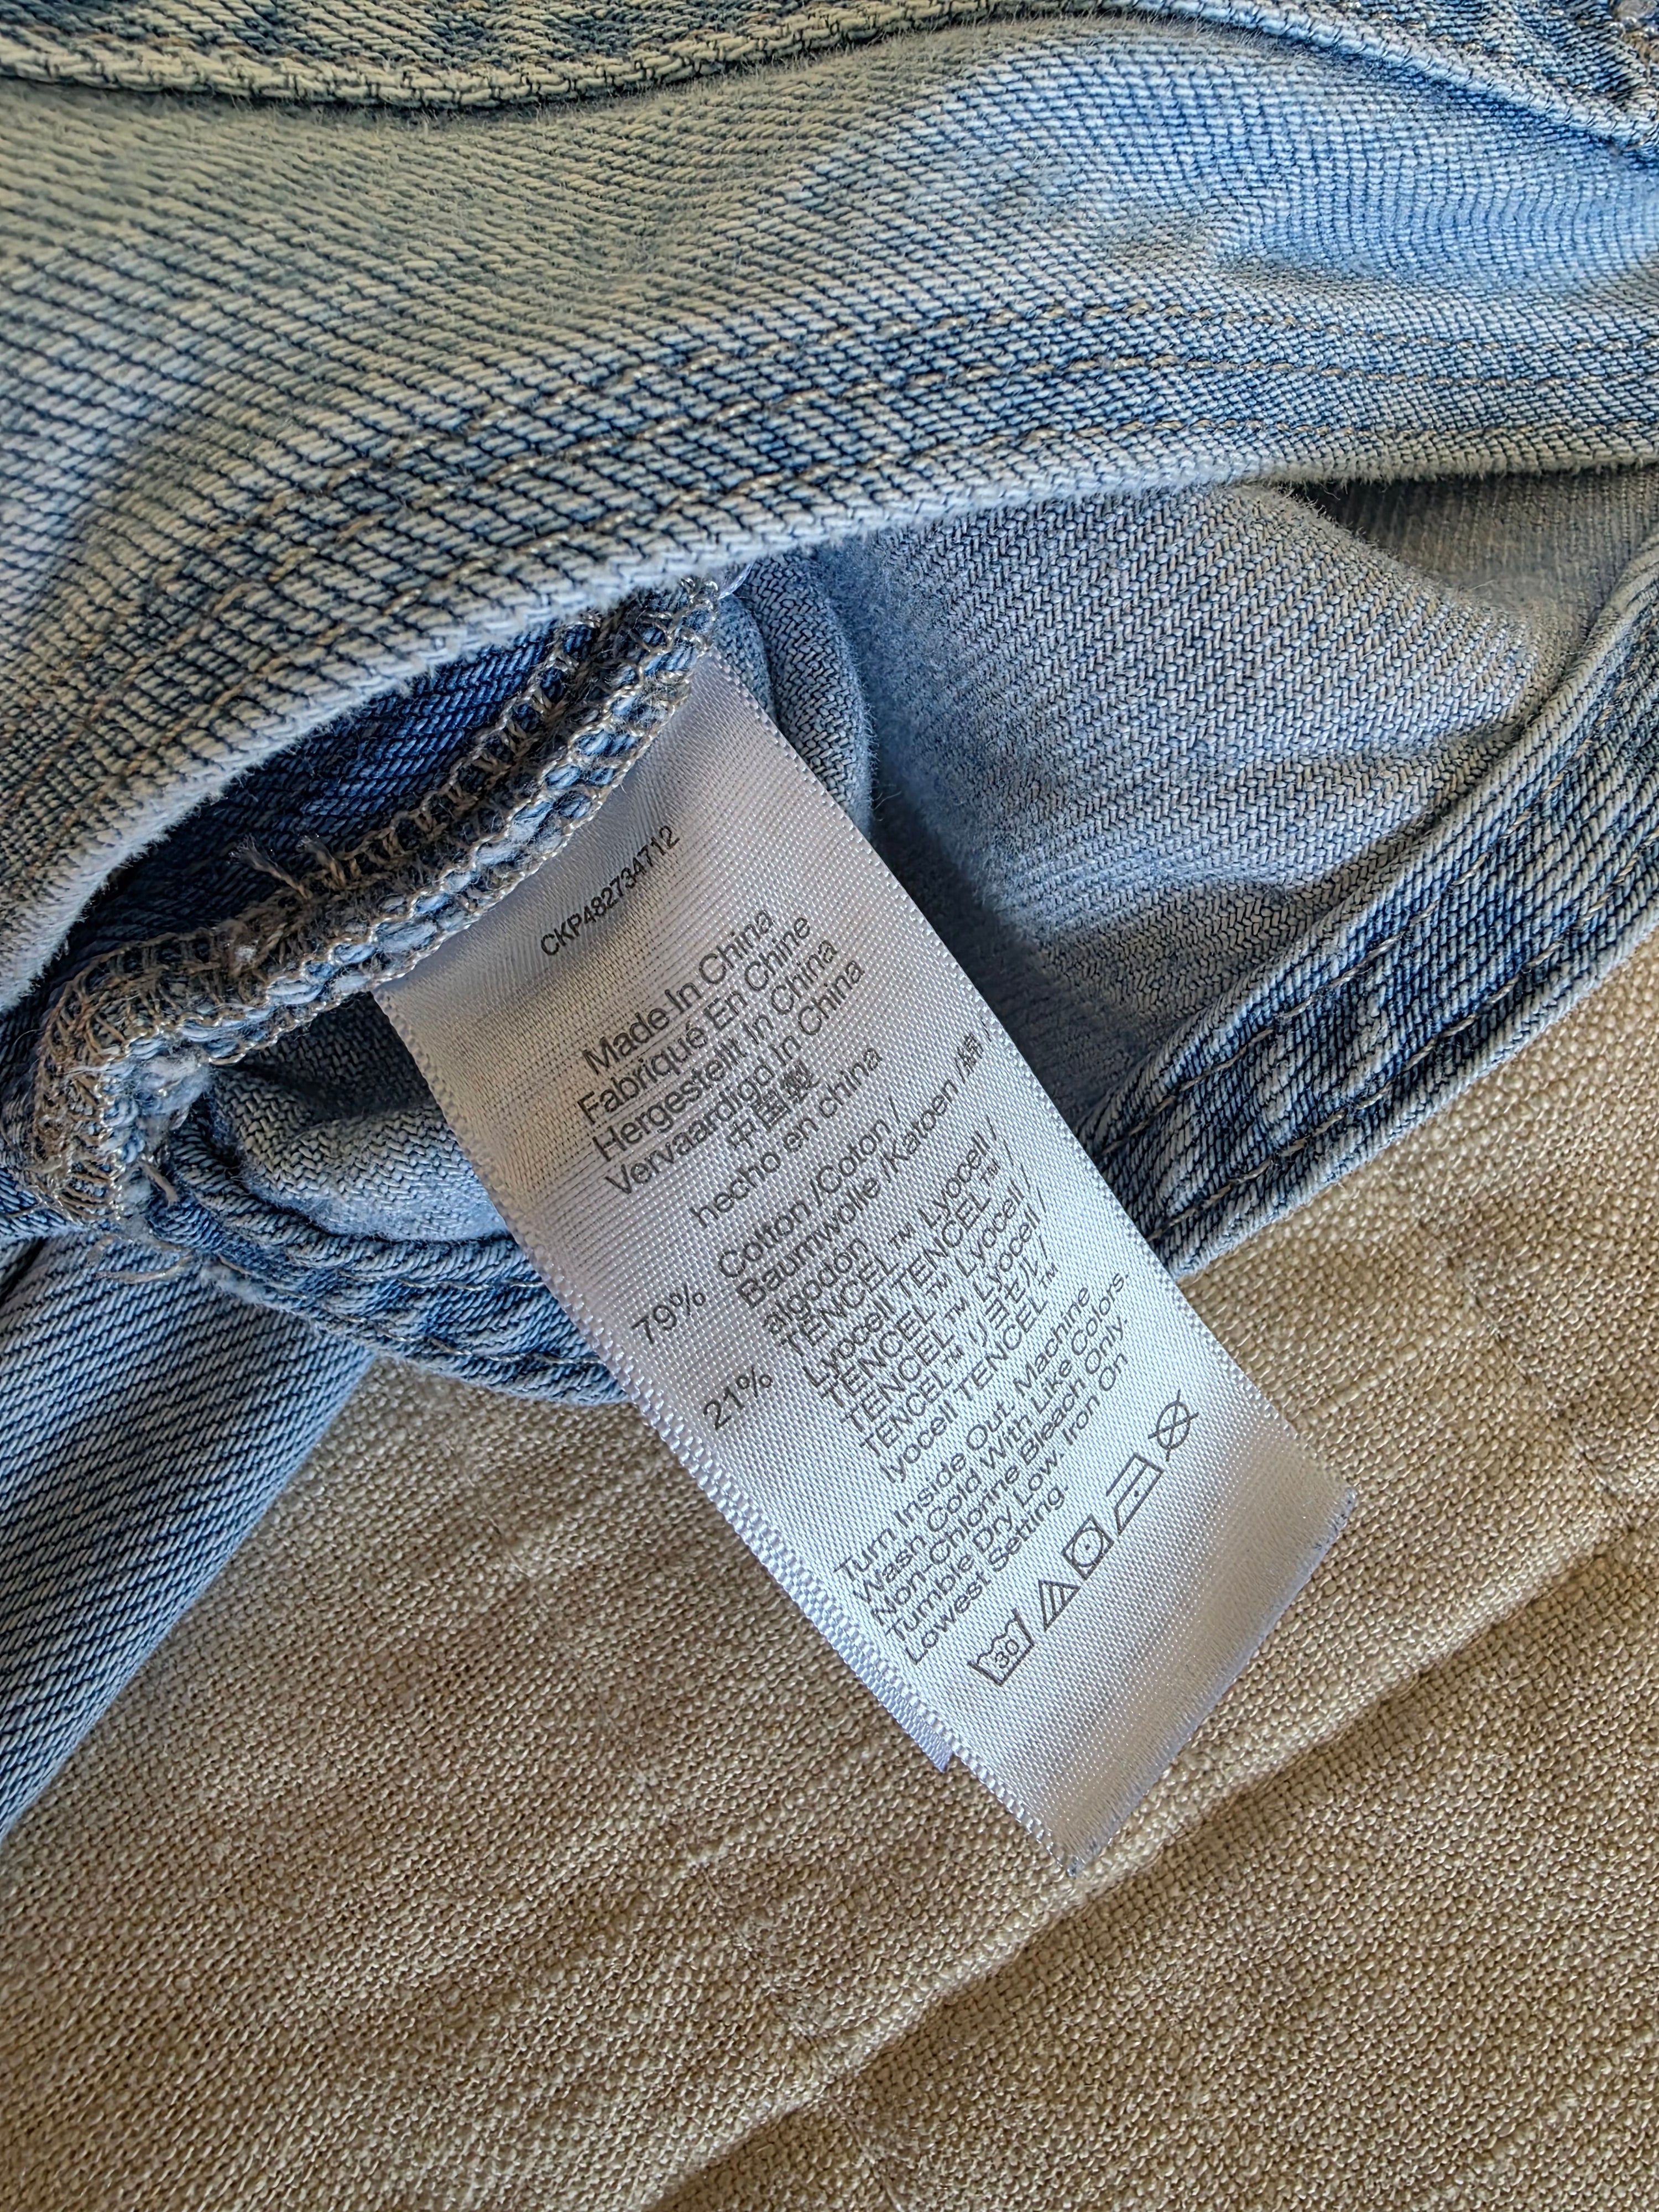 CKP482734712
Made In China
Fabriqué En Chine
Hergestellt In China
Vervaardigd In China
中国製
hecho en china
79% Cotton /Coton /
Baumwolle /Katoen /綿/
algodon
21% TENCEL™ Lyocell /
Lyocell TENCEL™ /
TENCEL™ Lyocell /
TENCEL™ Lyocell /
TENCEL™ リヨセル /
lyocell TENCEL™
Turn Inside Out. Machine
Wash Cold With Like Colors.
Non-Chlorine Bleach Only.
Tumble Dry Low. Iron On
Lowest Setting
30